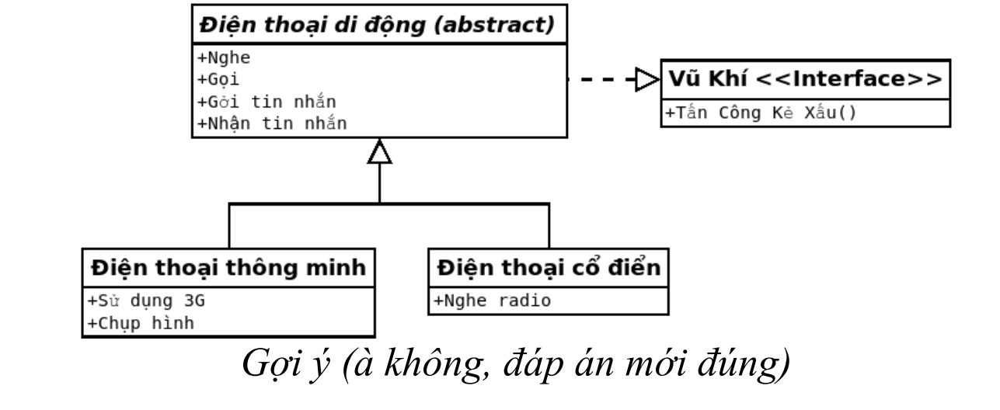 Điện thoại di động (abstract)
+Nghe
+Gọi
+Gởi tin nhắn
+Nhận tin nhắn
Vũ Khí <<Interface>>
+Tấn Công Kẻ Xấu()
Điện thoại thông minh
+Sử dụng 3G
+Chụp hình
Điện thoại cổ điển
+Nghe radio
Gợi ý (à không, đáp án mới đúng)